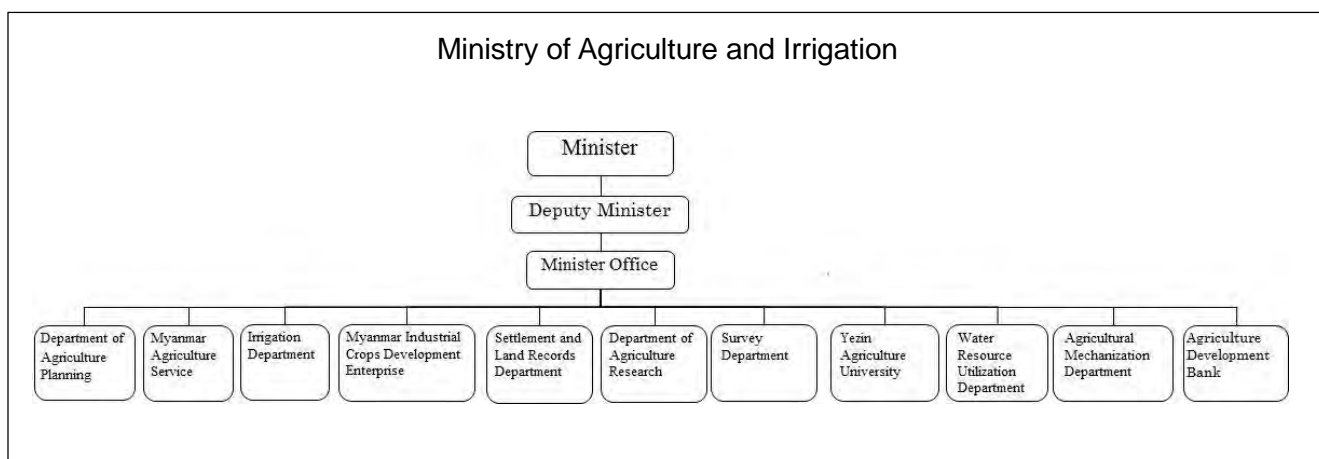 Ministry of Agriculture and Irrigation
Minister
Deputy Minister
Minister Office
Department of
Agriculture
Planning
Myanmar
Agriculture
Service
Irrigation
Department
Myanmar Industrial
Crops Development
Enterprise
Settlement and
Land Records
Department
Department of
Agriculture
Research
Survey
Department
Yezin
Agriculture
University
Water
Resource
Utilization
Department
Agricultural
Mechanization
Department
Agriculture
Development
Bank